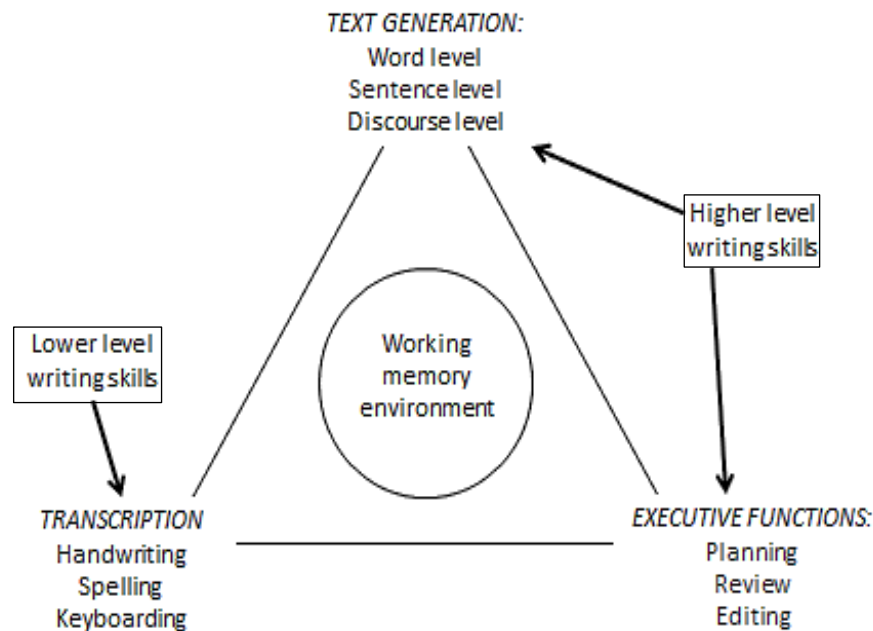 TEXT GENERATION:
Word level
Sentence level
Discourse level
Higher level
writing skills
Lower level
writing skills
Working
memory
environment
TRANSCRIPTION
Handwriting
Spelling
Keyboarding
EXECUTIVE FUNCTIONS:
Planning
Review
Editing